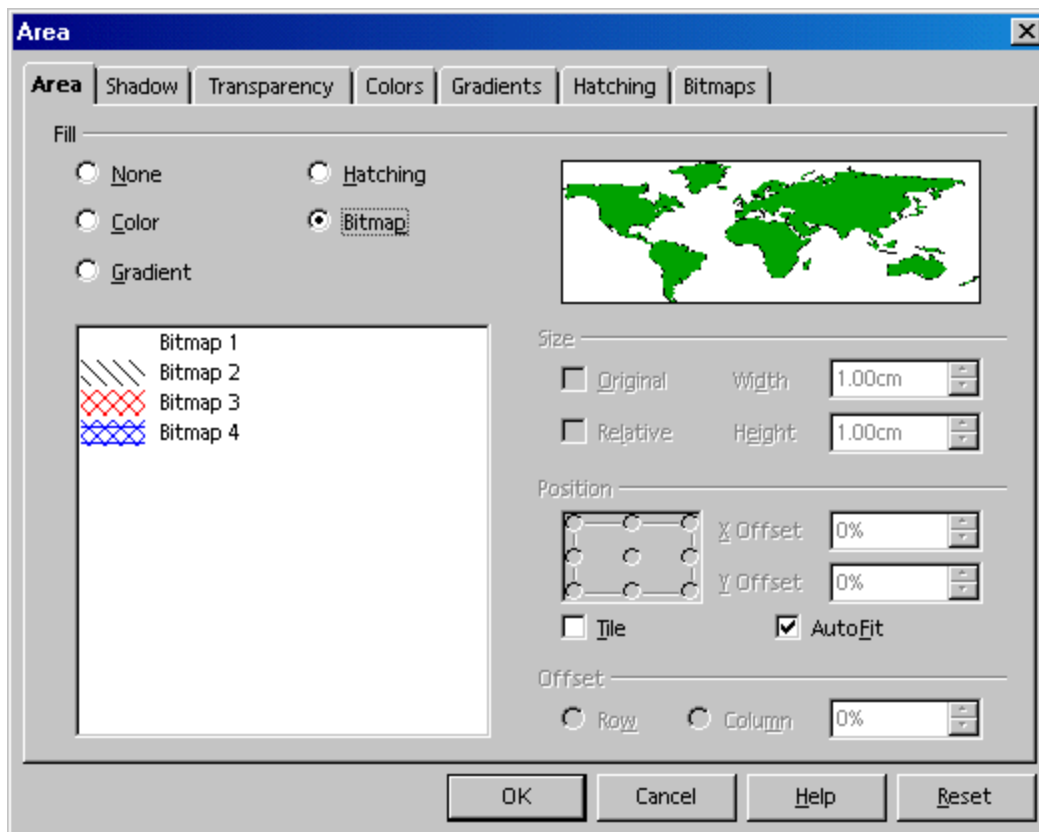 Area
Area Shadow Transparency Colors Gradients Hatching Bitmaps
Fill
None Hatching
Color Bitmap
Gradient
Bitmap 1
Bitmap 2
Bitmap 3
Bitmap 4
Size
Original Width 1.00cm
Relative Height 1.00cm
Position
X Offset 0%
Y Offset 0%
Tile AutoFit
Offset
Row Column 0%
OK Cancel Help Reset